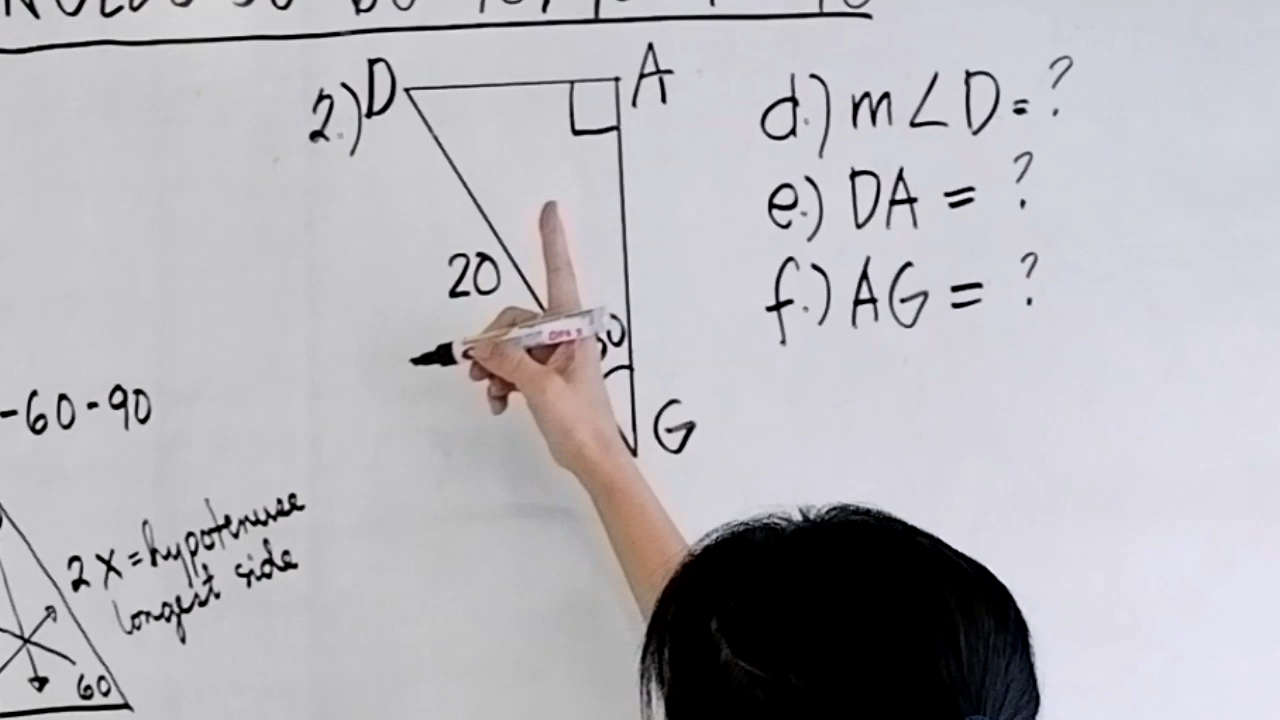 2.) D
A
20
G
d.) m∠D = ?
e.) DA = ?
f.) AG = ?
-60-90
2x = hypotenuse
longest side
60